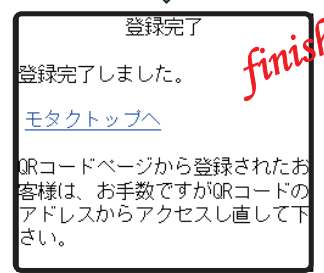 登録完了
finish
登録完了しました。
モタクトップへ
QRコードページから登録されたお
客様は、お手数ですがQRコードの
アドレスからアクセスし直して下
さい。